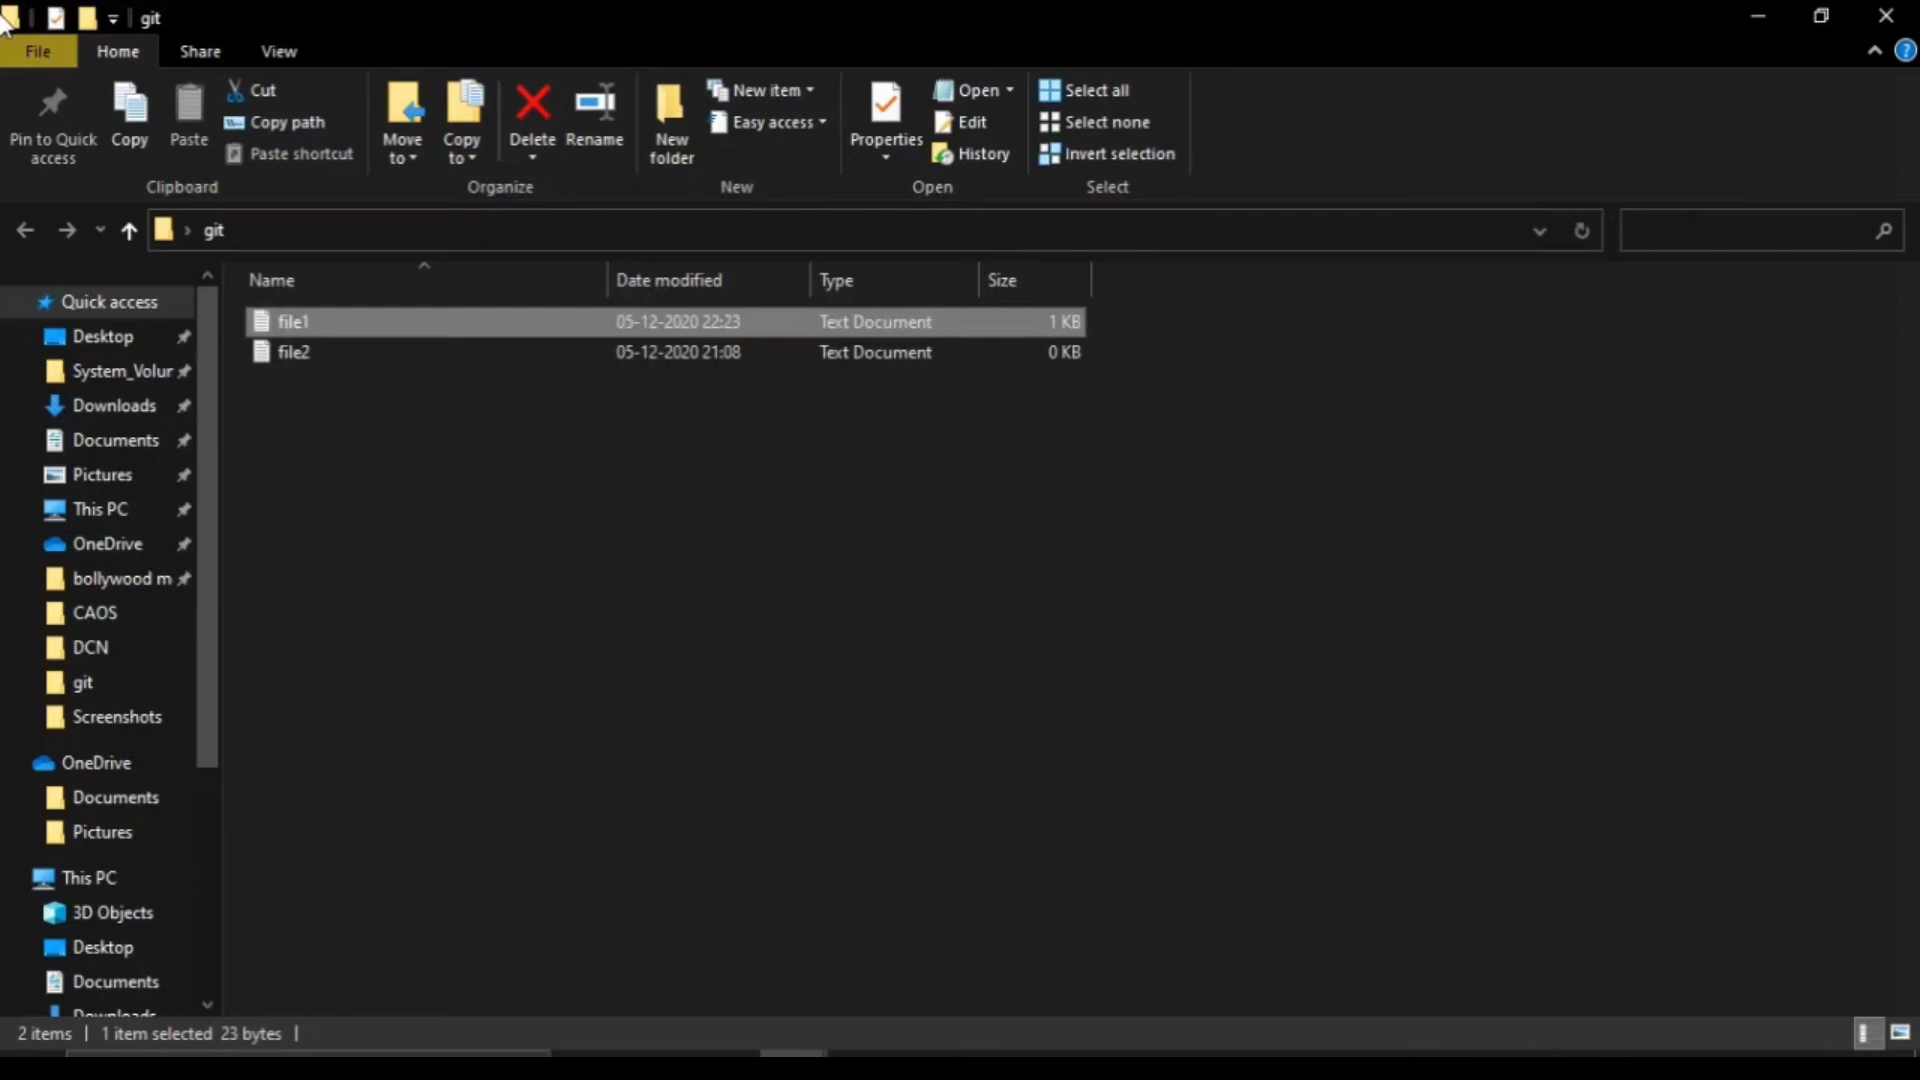 git
File Home Share View
Pin to Quick access
Copy
Paste
Cut
Copy path
Paste shortcut
Clipboard
Move to
Copy to
Delete
Rename
Organize
New folder
New item
Easy access
New
Properties
Open
Edit
History
Open
Select all
Select none
Invert selection
Select
git
Name Date modified Type Size
file1 05-12-2020 22:23 Text Document 1 KB
file2 05-12-2020 21:08 Text Document 0 KB
Quick access
Desktop
System_Volur
Downloads
Documents
Pictures
This PC
OneDrive
bollywood m
CAOS
DCN
git
Screenshots
OneDrive
Documents
Pictures
This PC
3D Objects
Desktop
Documents
Downloads
2 items 1 item selected 23 bytes